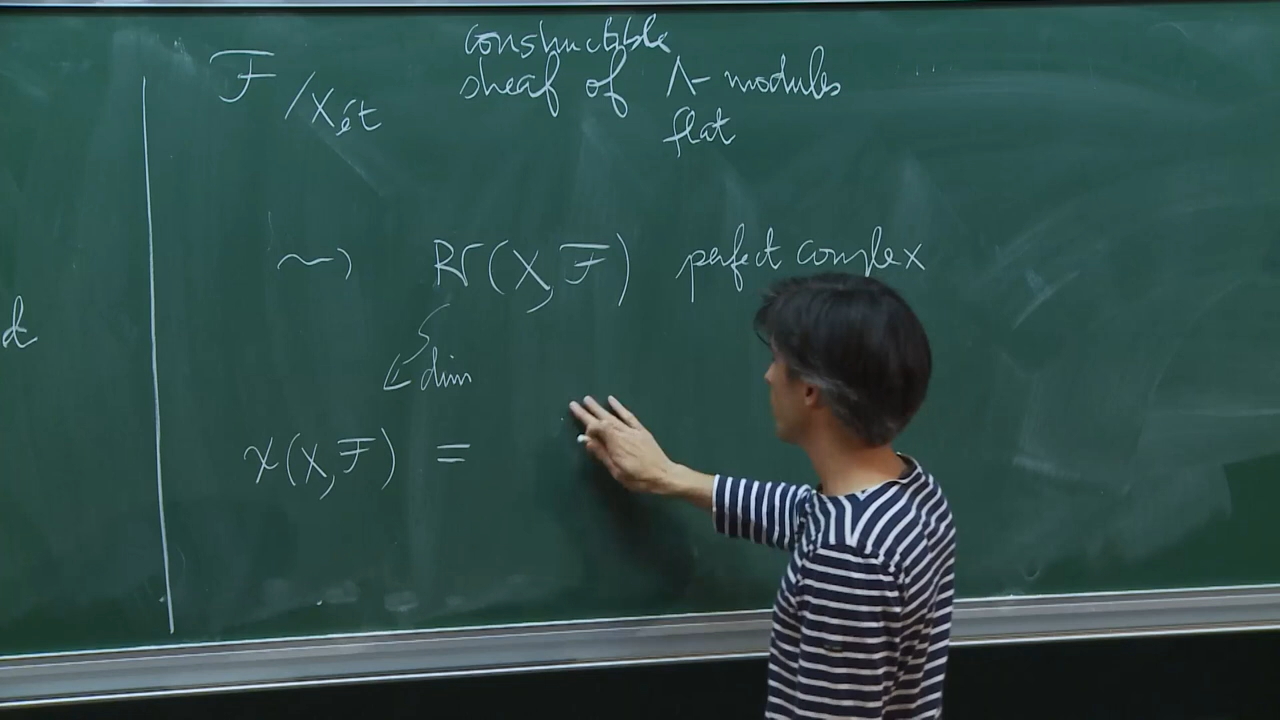 d
ℱ /X_ét constructible sheaf of Λ-modules flat
⇝ RΓ(X, ℱ) perfect complex
dim
χ(X, ℱ) =